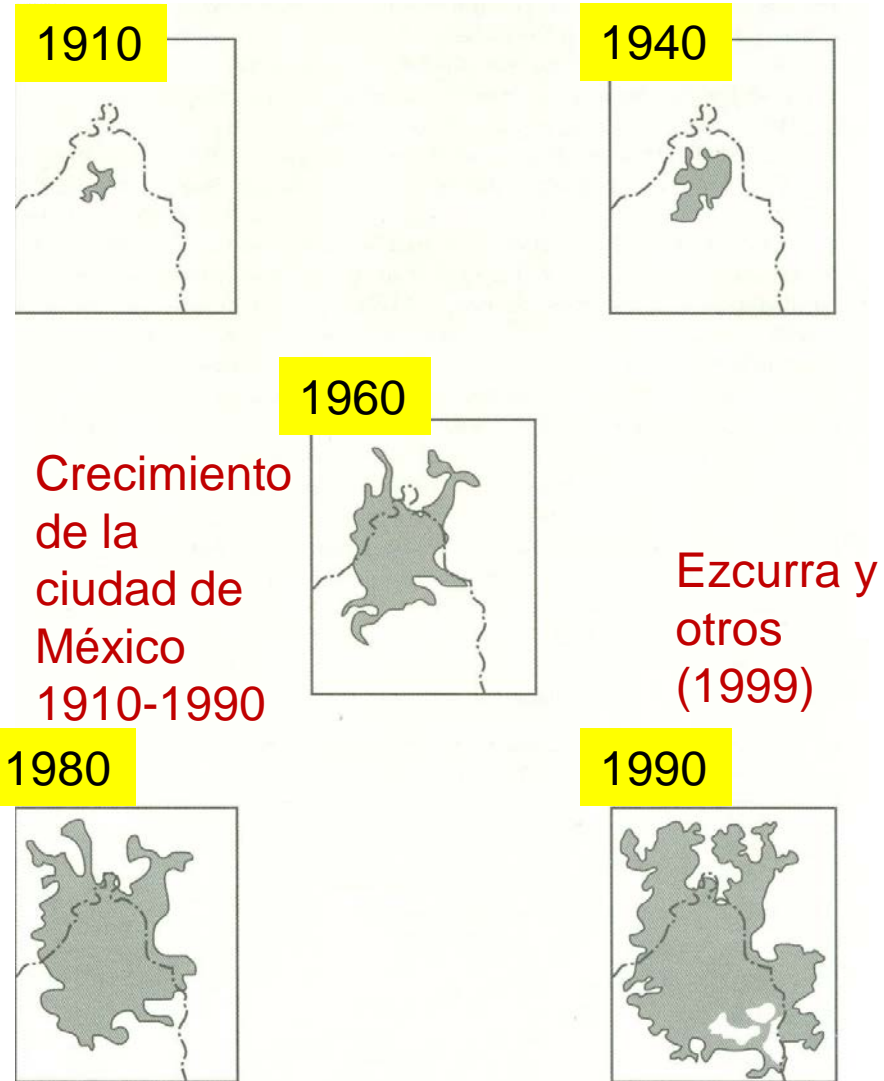 1910
1940
1960
Crecimiento
de la
ciudad de
México
1910-1990
Ezcurra y
otros
(1999)
1980
1990